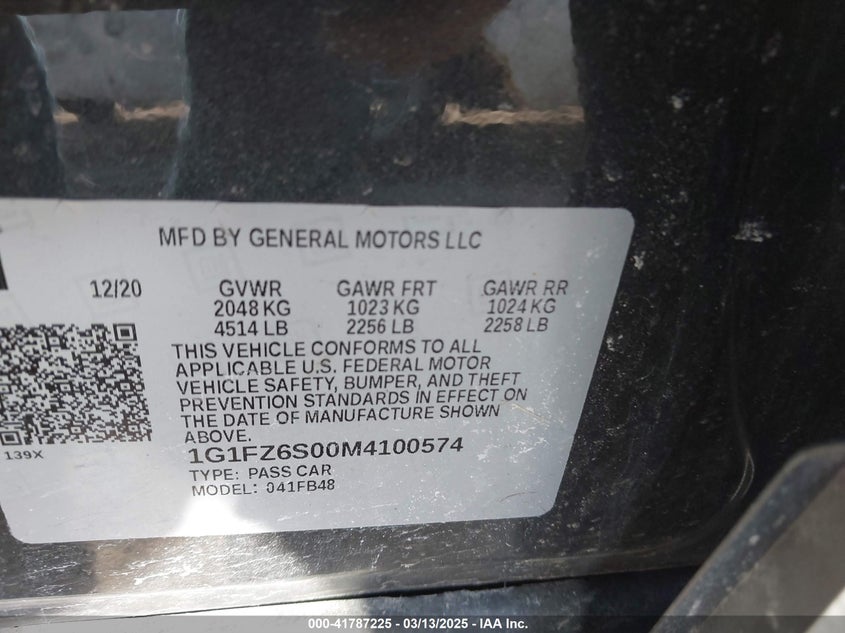 MFD BY GENERAL MOTORS LLC
12/20 GVWR GAWR FRT GAWR RR
2048 KG 1023 KG 1024 KG
4514 LB 2256 LB 2258 LB
THIS VEHICLE CONFORMS TO ALL
APPLICABLE U.S. FEDERAL MOTOR
VEHICLE SAFETY, BUMPER, AND THEFT
PREVENTION STANDARDS IN EFFECT ON
THE DATE OF MANUFACTURE SHOWN
ABOVE.
139X
1G1FZ6S00M4100574
TYPE: PASS CAR
MODEL: 041FB48
000-41787225 - 03/13/2025 - IAA Inc.